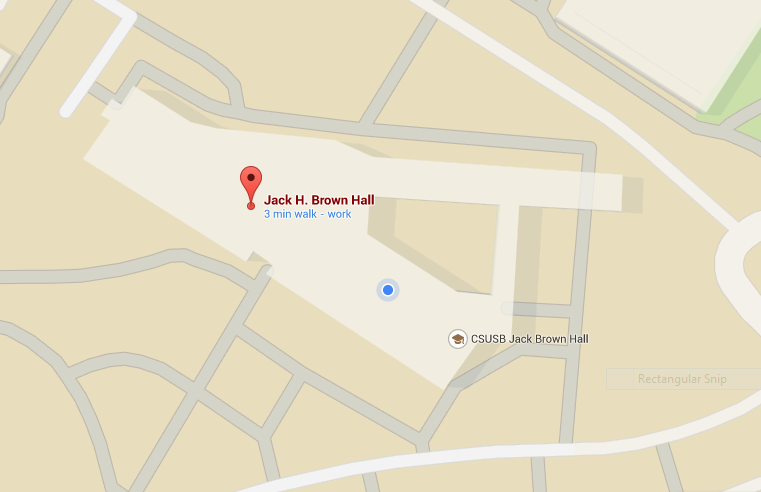 Jack H. Brown Hall
3 min walk - work
CSUSB Jack Brown Hall
Rectangular Snip